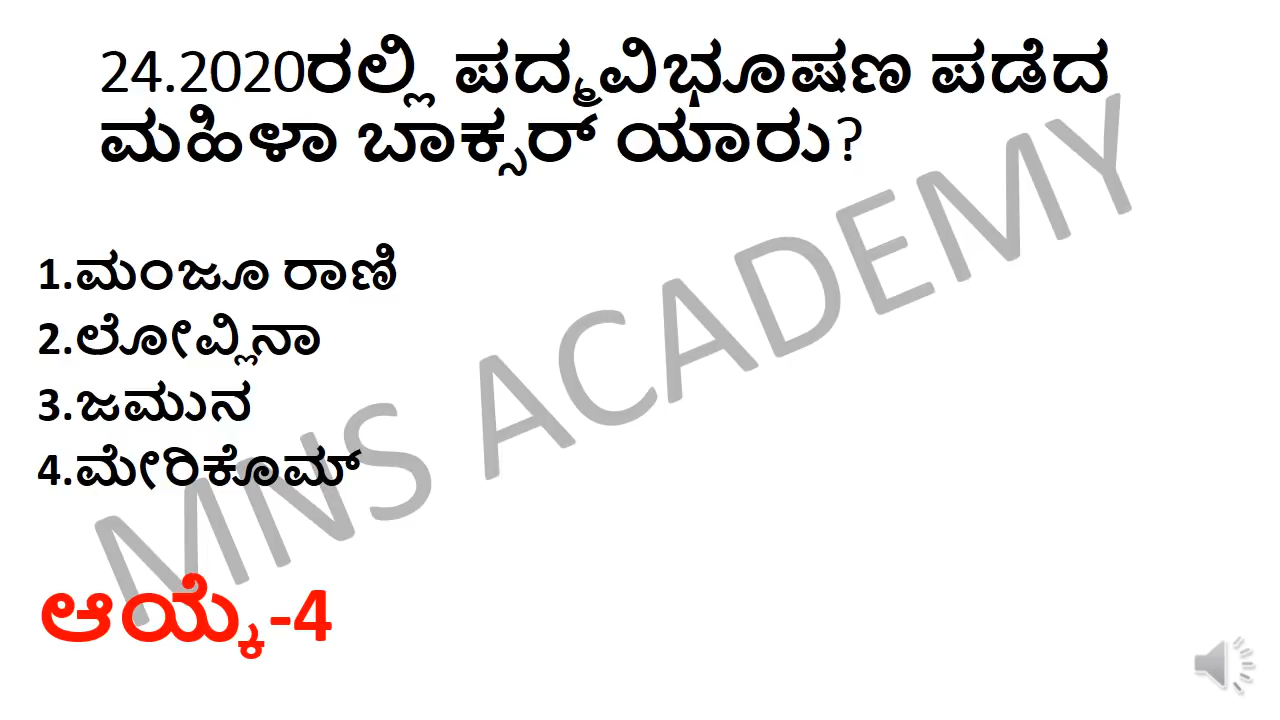 24.2020ರಲ್ಲಿ ಪದ್ಮವಿಭೂಷಣ ಪಡೆದ
ಮಹಿಳಾ ಬಾಕ್ಸರ್ ಯಾರು?
1.ಮಂಜೂ ರಾಣಿ
2.ಲೋವ್ಲಿನಾ
3.ಜಮುನ
4.ಮೇರಿಕೊಮ್
MNS ACADEMY
ಆಯ್ಕೆ-4